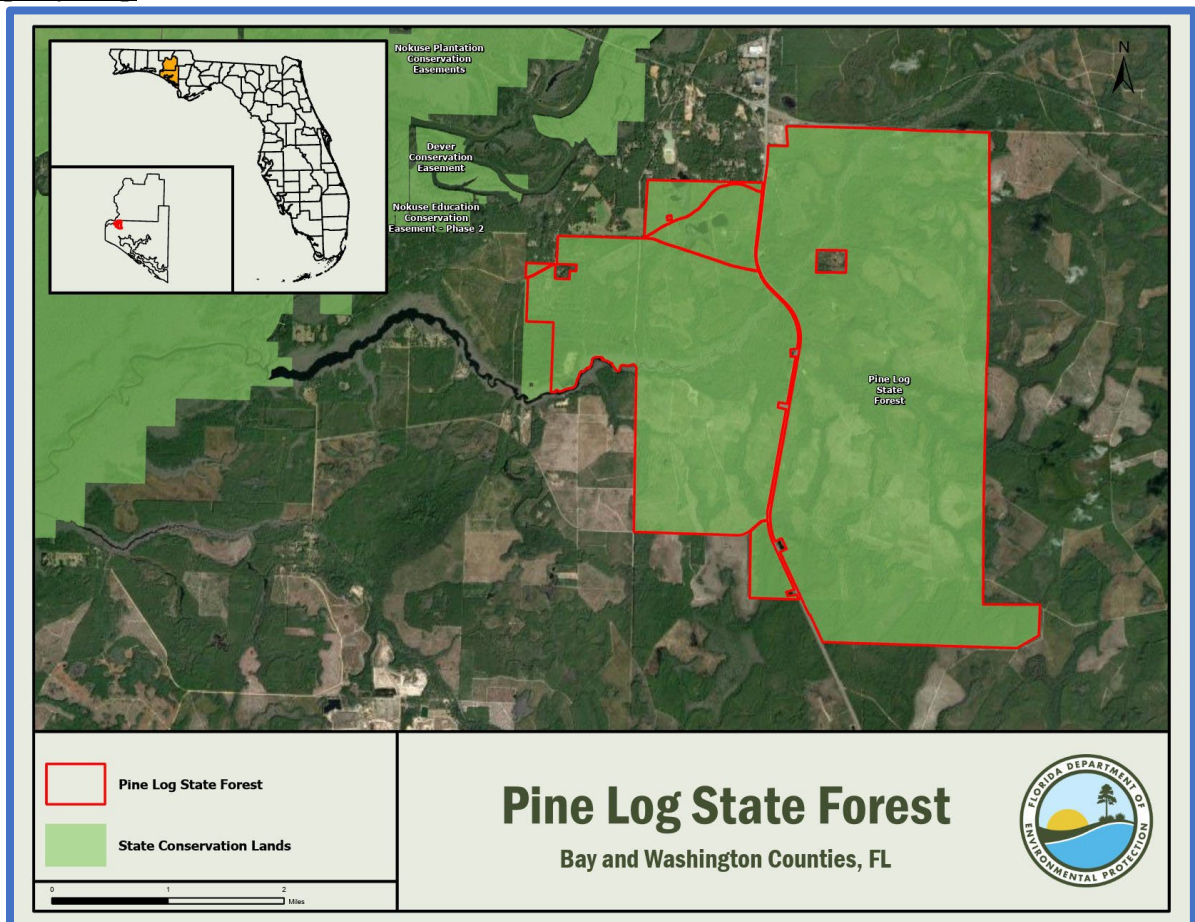 Nokuse Plantation
Conservation
Easements
N
Dever
Conservation
Easement
Nokuse Education
Conservation
Easement - Phase 2
Pine Log
State
Forest
Pine Log State Forest
State Conservation Lands
0 1 2
Miles
Pine Log State Forest
Bay and Washington Counties, FL
FLORIDA DEPARTMENT OF
ENVIRONMENTAL PROTECTION